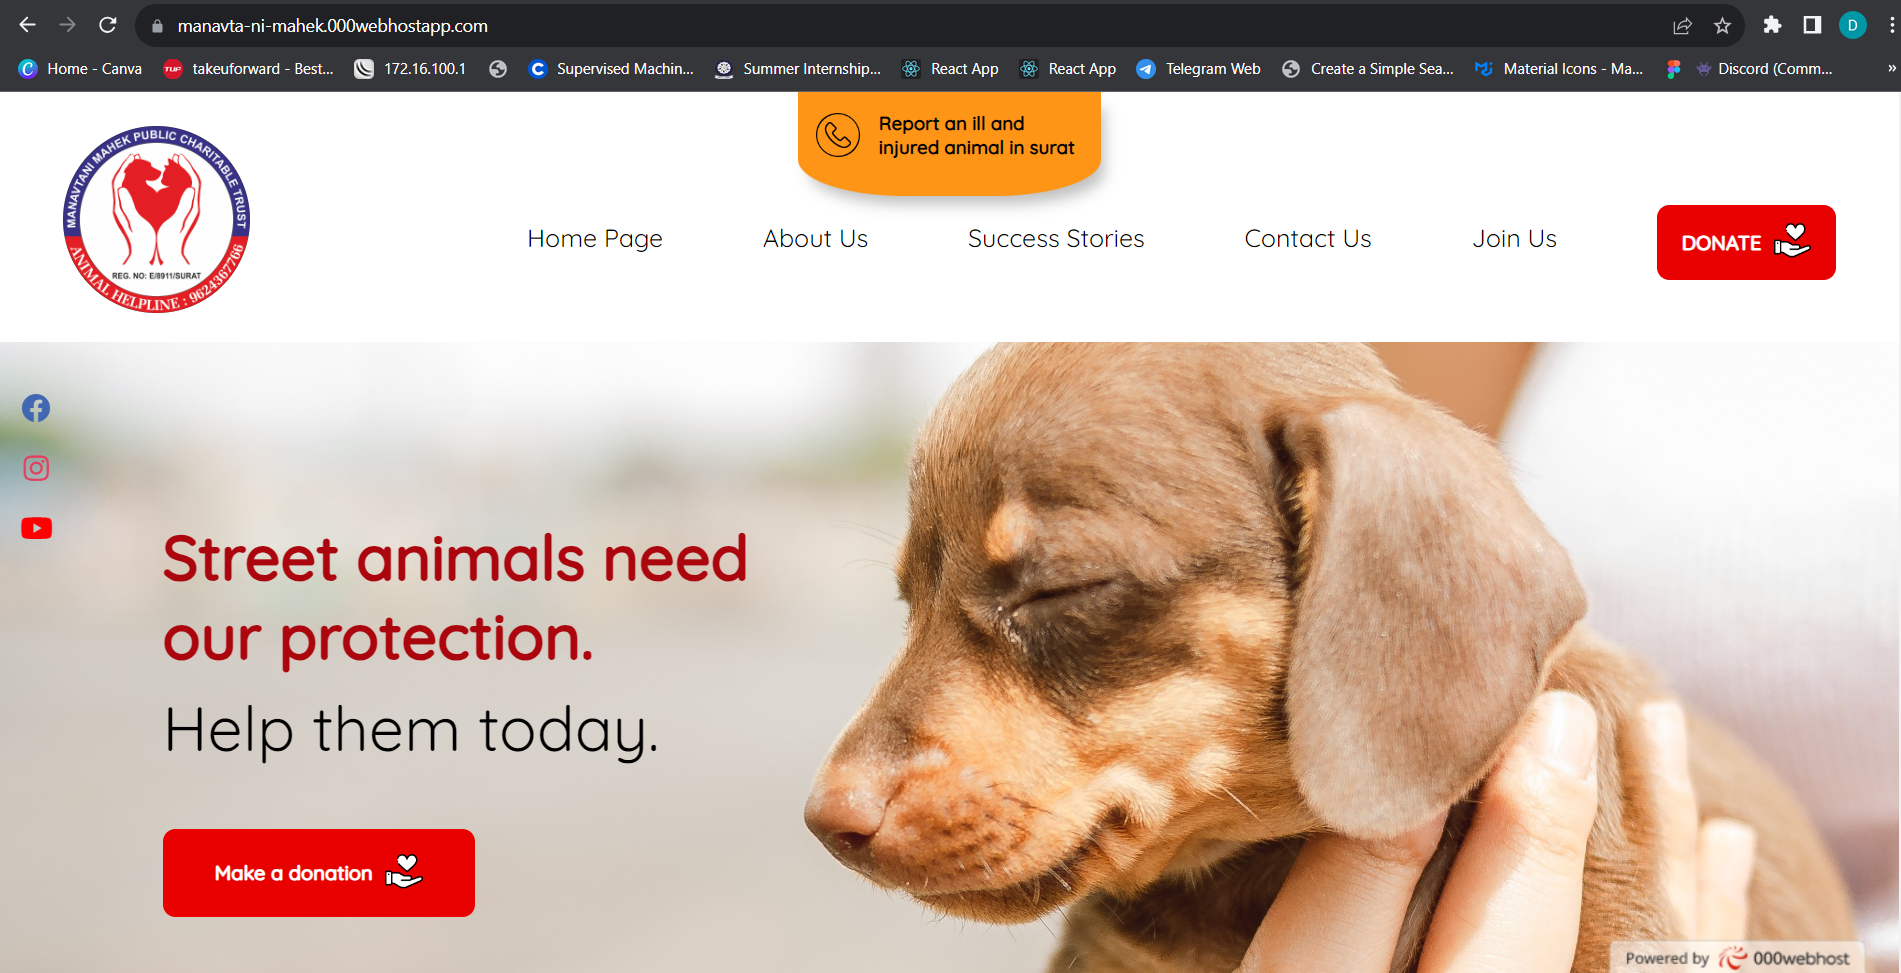 manavta-ni-mahek.000webhostapp.com
D
Home - Canva
TUF
takeuforward - Best...
172.16.100.1
Supervised Machin...
Summer Internship...
React App
React App
Telegram Web
Create a Simple Sea...
Material Icons - Ma...
Discord (Comm...
»
Report an ill and
injured animal in surat
MANAVTANI MAHEK PUBLIC CHARITABLE TRUST
REG. NO: E/8911/SURAT
ANIMAL HELPLINE : 9624367766
Home Page
About Us
Success Stories
Contact Us
Join Us
DONATE
Street animals need
our protection.
Help them today.
Make a donation
Powered by 000webhost